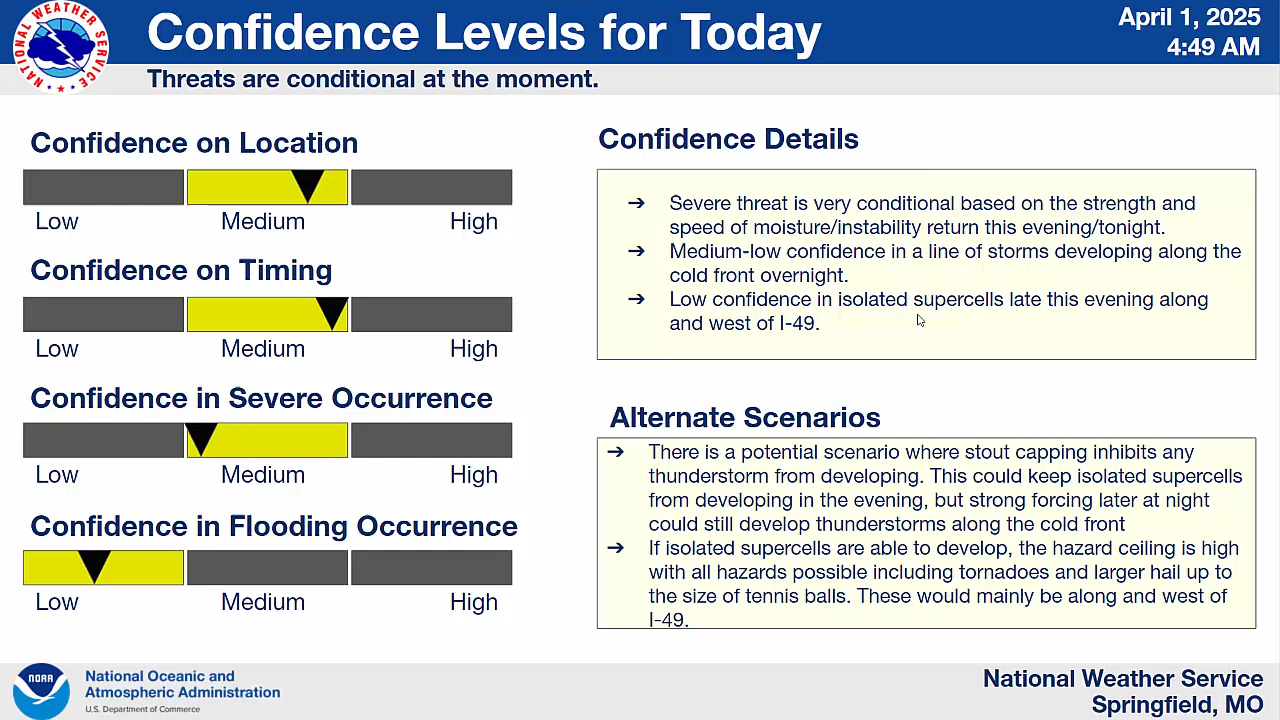 Confidence Levels for Today
April 1, 2025
4:49 AM
NATIONAL WEATHER SERVICE
Threats are conditional at the moment.
Confidence on Location
Low Medium High
Confidence on Timing
Low Medium High
Confidence in Severe Occurrence
Low Medium High
Confidence in Flooding Occurrence
Low Medium High
Confidence Details
➔ Severe threat is very conditional based on the strength and
speed of moisture/instability return this evening/tonight.
➔ Medium-low confidence in a line of storms developing along the
cold front overnight.
➔ Low confidence in isolated supercells late this evening along
and west of I-49.
Alternate Scenarios
➔ There is a potential scenario where stout capping inhibits any
thunderstorm from developing. This could keep isolated supercells
from developing in the evening, but strong forcing later at night
could still develop thunderstorms along the cold front
➔ If isolated supercells are able to develop, the hazard ceiling is high
with all hazards possible including tornadoes and larger hail up to
the size of tennis balls. These would mainly be along and west of
I-49.
NOAA
National Oceanic and
Atmospheric Administration
U.S. Department of Commerce
National Weather Service
Springfield, MO